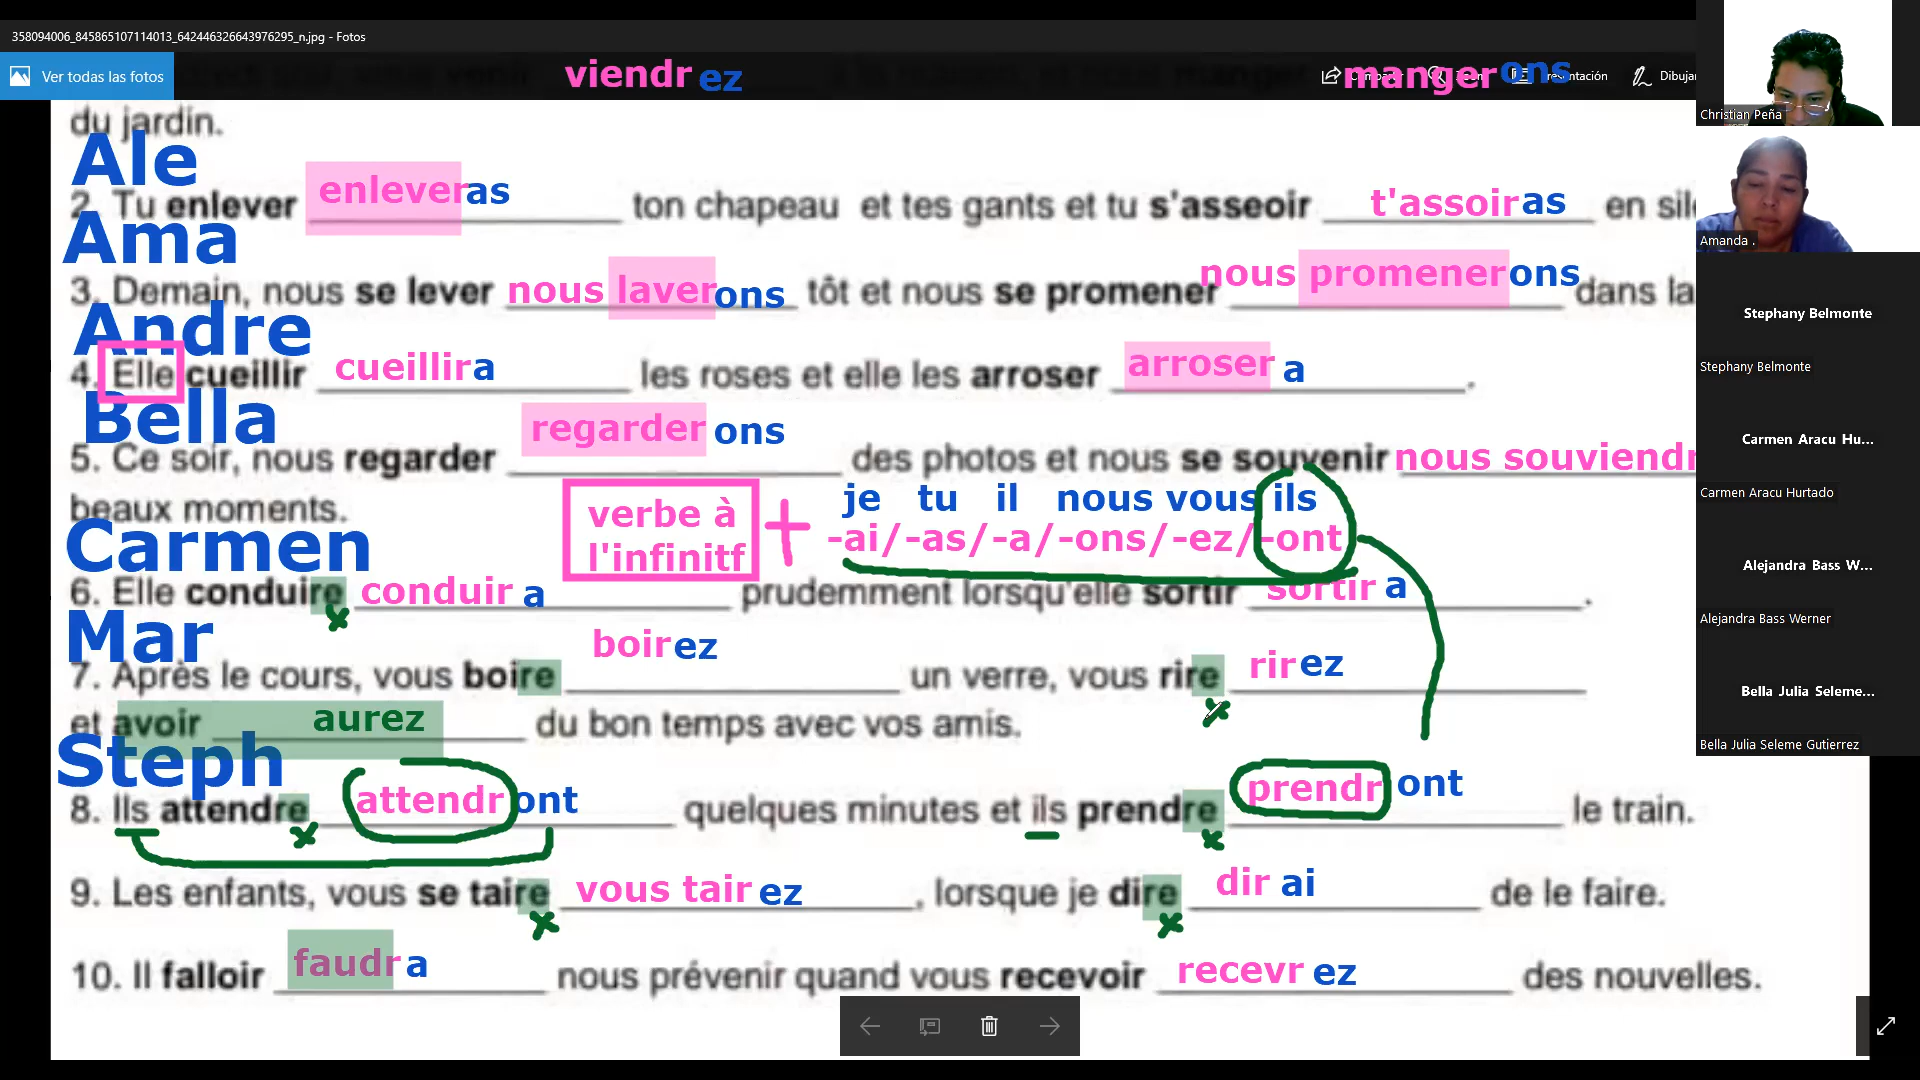 358094006_845865107114013_642446326643976295_n.jpg - Fotos
Ver todas las fotos
viendr ez
manger ons
Dibujar
du jardin.
Ale
2. Tu enlever enleveras ton chapeau et tes gants et tu s'asseoir t'assoiras en
Ama
3. Demain, nous se lever nous laverons tôt et nous se promener nous promenerons dans la
Andre
4. Elle cueillir cueillira les roses et elle les arroser arroser a.
Bella
regarder ons
5. Ce soir, nous regarder des photos et nous se souvenir nous souviendr
beaux moments.
verbe à
l'infinitf
+
je tu il nous vous ils
-ai/-as/-a/-ons/-ez/-ont
Carmen
6. Elle conduire conduir a prudemment lorsqu'elle sortir sortir a.
Mar
7. Après le cours, vous boire boirez un verre, vous rire rirez
et avoir aurez du bon temps avec vos amis.
Steph
8. Ils attendre attendr ont quelques minutes et ils prendre prendr ont le train.
9. Les enfants, vous se taire vous tair ez, lorsque je dire dir ai de le faire.
10. Il falloir faudr a nous prévenir quand vous recevoir recevr ez des nouvelles.
Christian Peña
Amanda .
Stephany Belmonte
Stephany Belmonte
Carmen Aracu Hu...
Carmen Aracu Hurtado
Alejandra Bass W...
Alejandra Bass Werner
Bella Julia Seleme...
Bella Julia Seleme Gutierrez